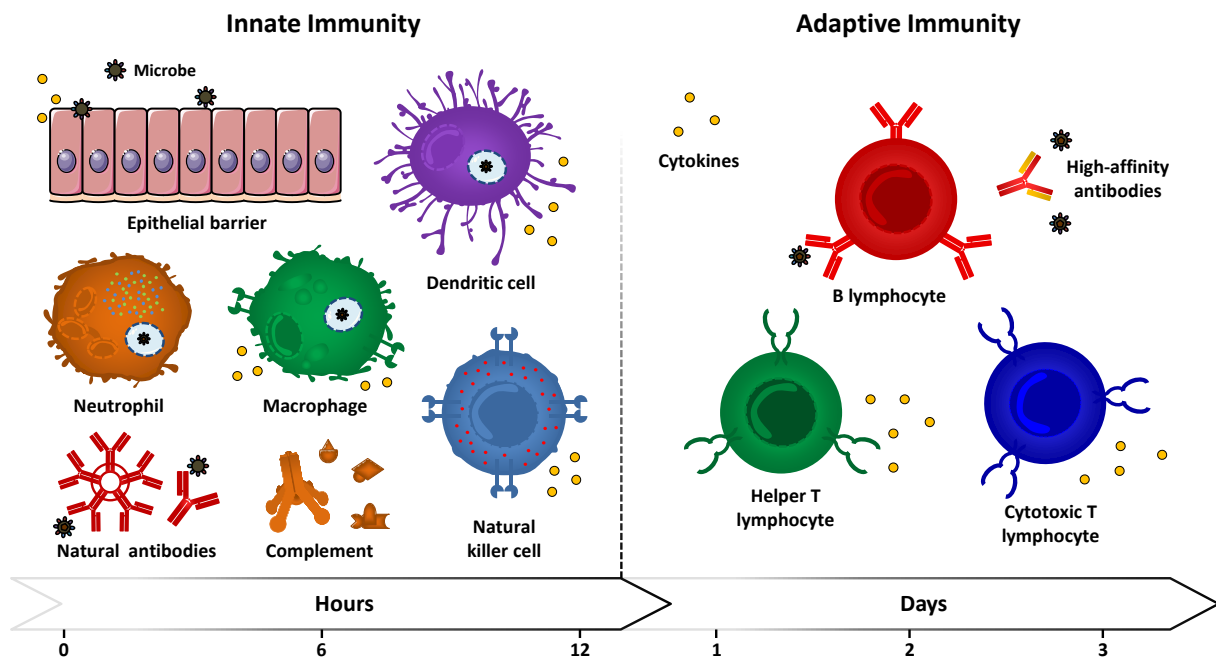 Innate Immunity
Adaptive Immunity
Microbe
Epithelial barrier
Dendritic cell
Neutrophil
Macrophage
Natural antibodies
Complement
Natural
killer cell
Cytokines
High-affinity
antibodies
B lymphocyte
Helper T
lymphocyte
Cytotoxic T
lymphocyte
Hours
Days
0
6
12
1
2
3